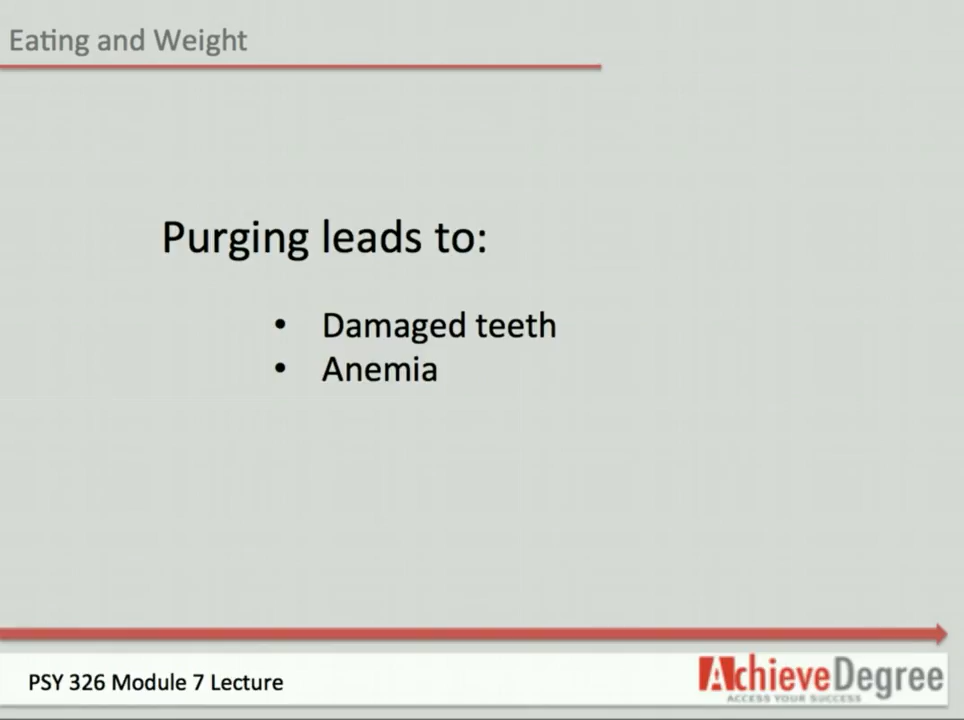 Eating and Weight
Purging leads to:
• Damaged teeth
• Anemia
PSY 326 Module 7 Lecture
AchieveDegree
ACCESS YOUR SUCCESS